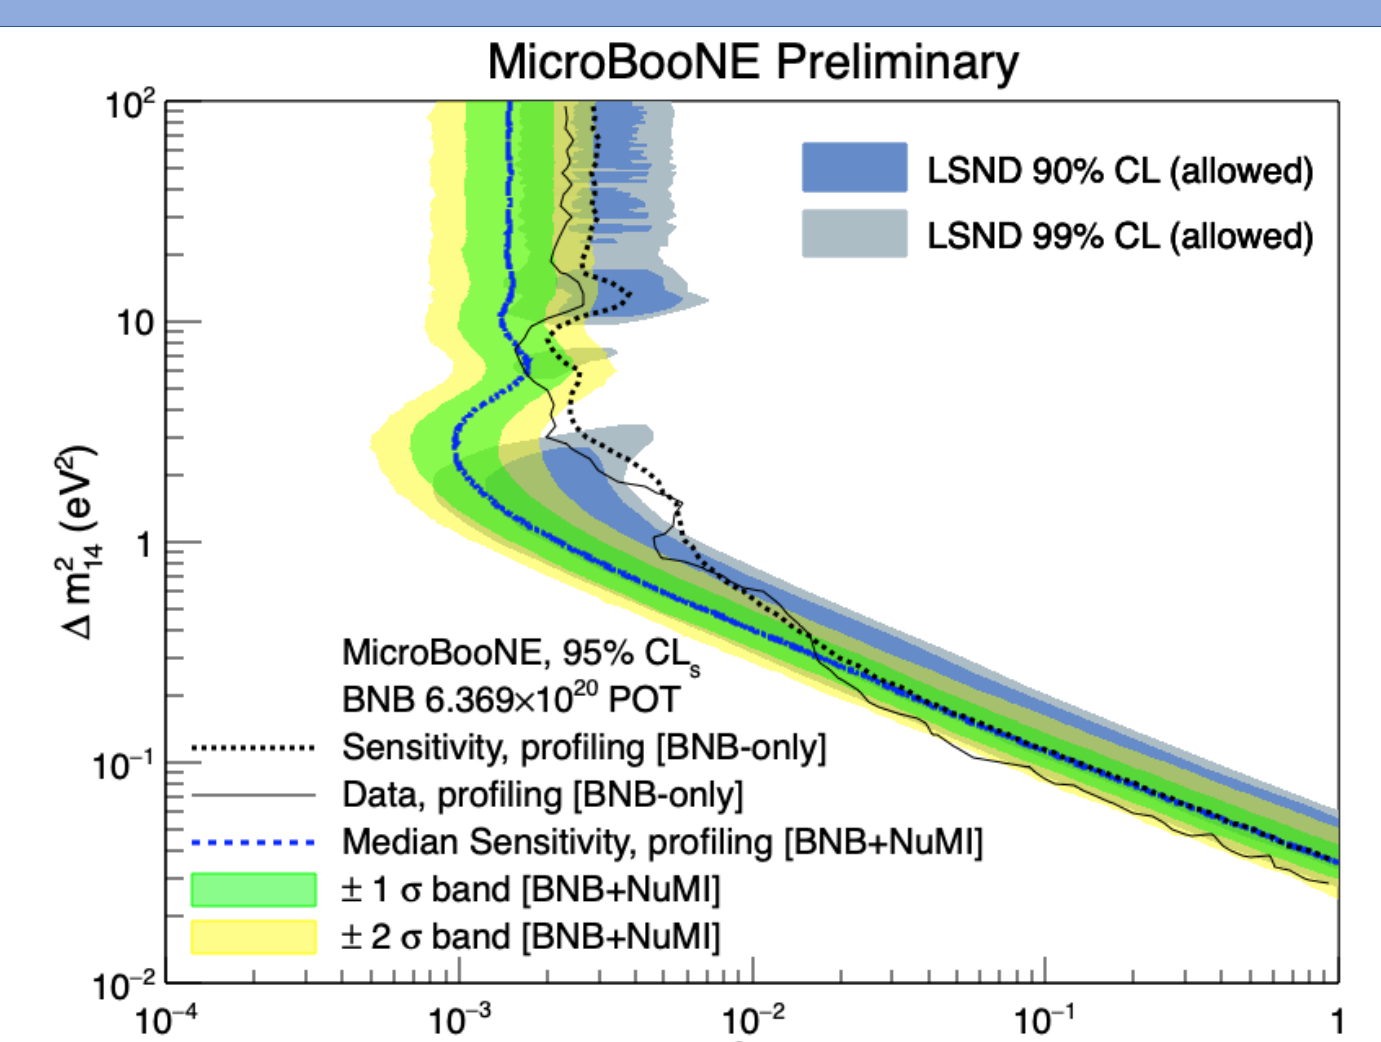 MicroBooNE Preliminary
10²
LSND 90% CL (allowed)
LSND 99% CL (allowed)
10
Δ m²₁₄ (eV²)
1
MicroBooNE, 95% CLₛ
BNB 6.369×10²⁰ POT
Sensitivity, profiling [BNB-only]
10⁻¹
Data, profiling [BNB-only]
Median Sensitivity, profiling [BNB+NuMI]
± 1 σ band [BNB+NuMI]
± 2 σ band [BNB+NuMI]
10⁻²
10⁻⁴ 10⁻³ 10⁻² 10⁻¹ 1